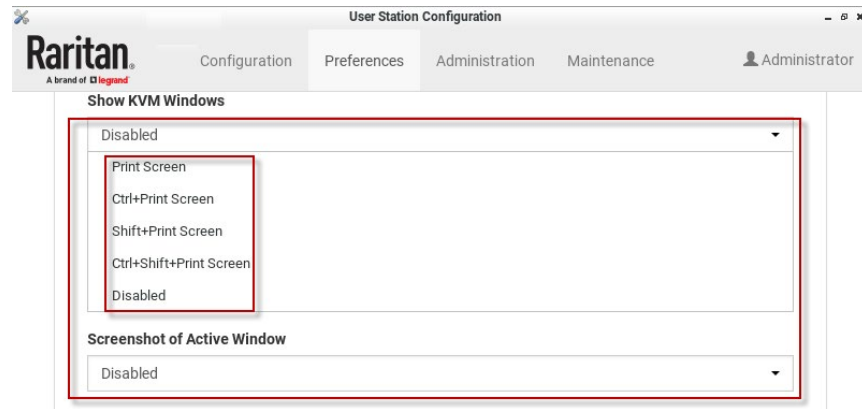 User Station Configuration
Raritan.
A brand of legrand
Configuration Preferences Administration Maintenance Administrator
Show KVM Windows
Disabled
Print Screen
Ctrl+Print Screen
Shift+Print Screen
Ctrl+Shift+Print Screen
Disabled
Screenshot of Active Window
Disabled